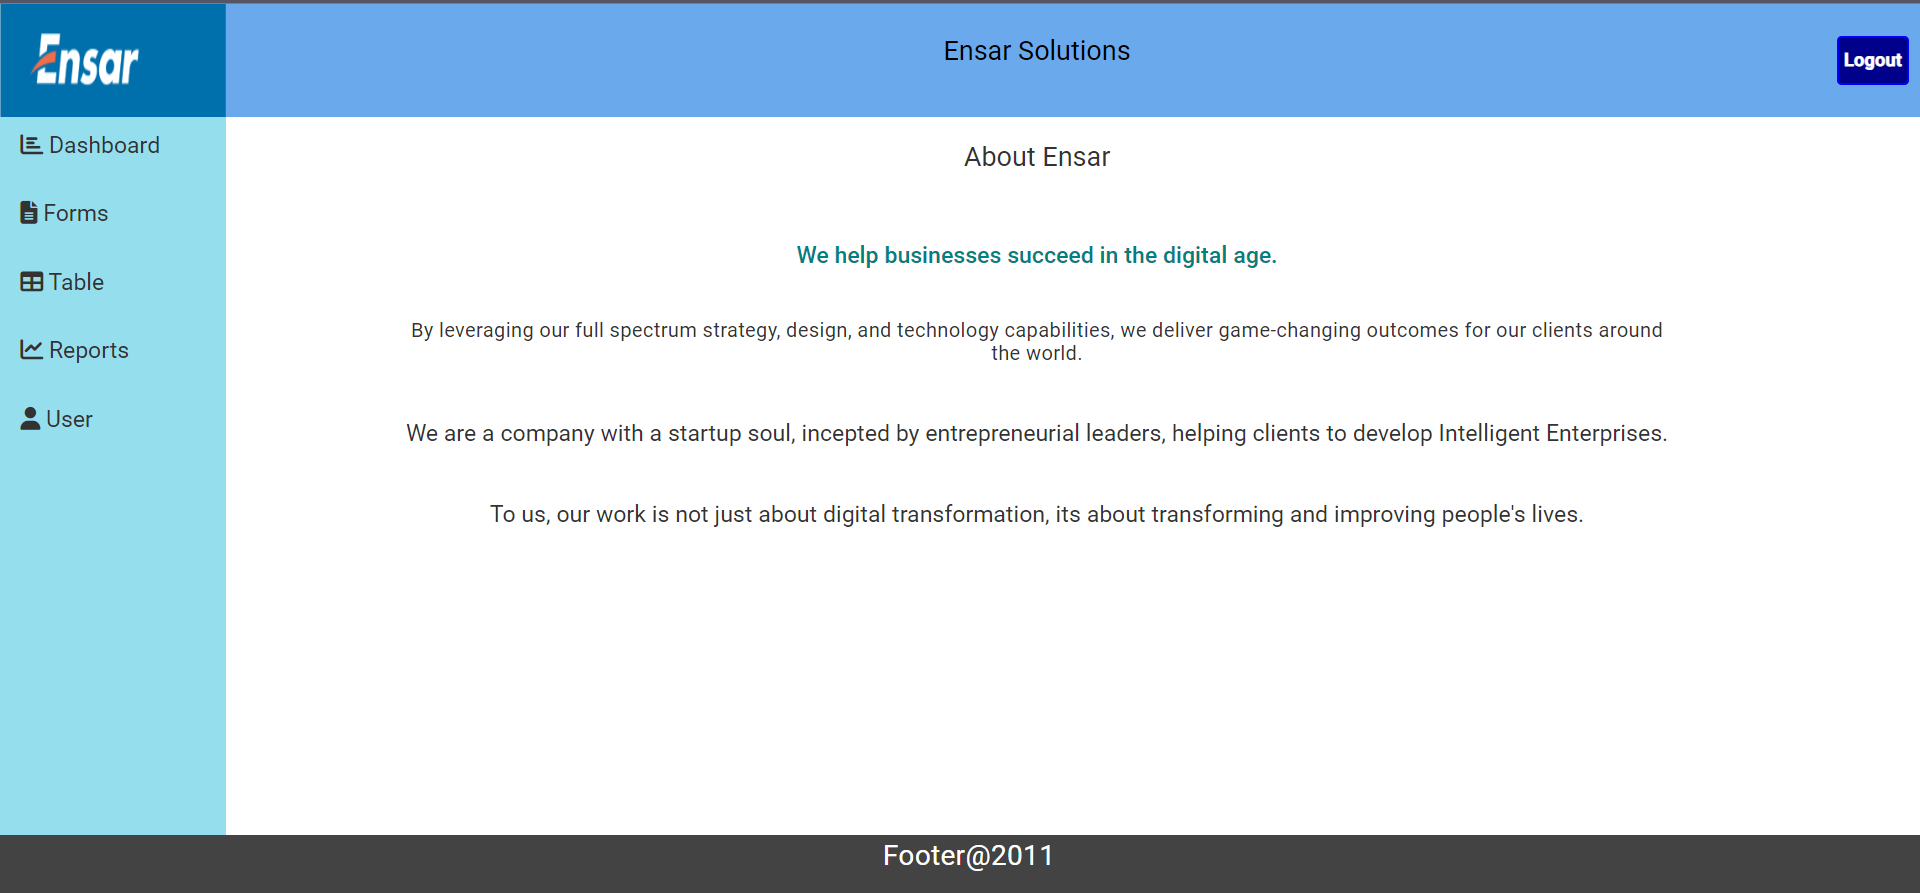 Ensar
Ensar Solutions
Logout
Dashboard
Forms
Table
Reports
User
About Ensar
We help businesses succeed in the digital age.
By leveraging our full spectrum strategy, design, and technology capabilities, we deliver game-changing outcomes for our clients around
the world.
We are a company with a startup soul, incepted by entrepreneurial leaders, helping clients to develop Intelligent Enterprises.
To us, our work is not just about digital transformation, its about transforming and improving people's lives.
Footer@2011